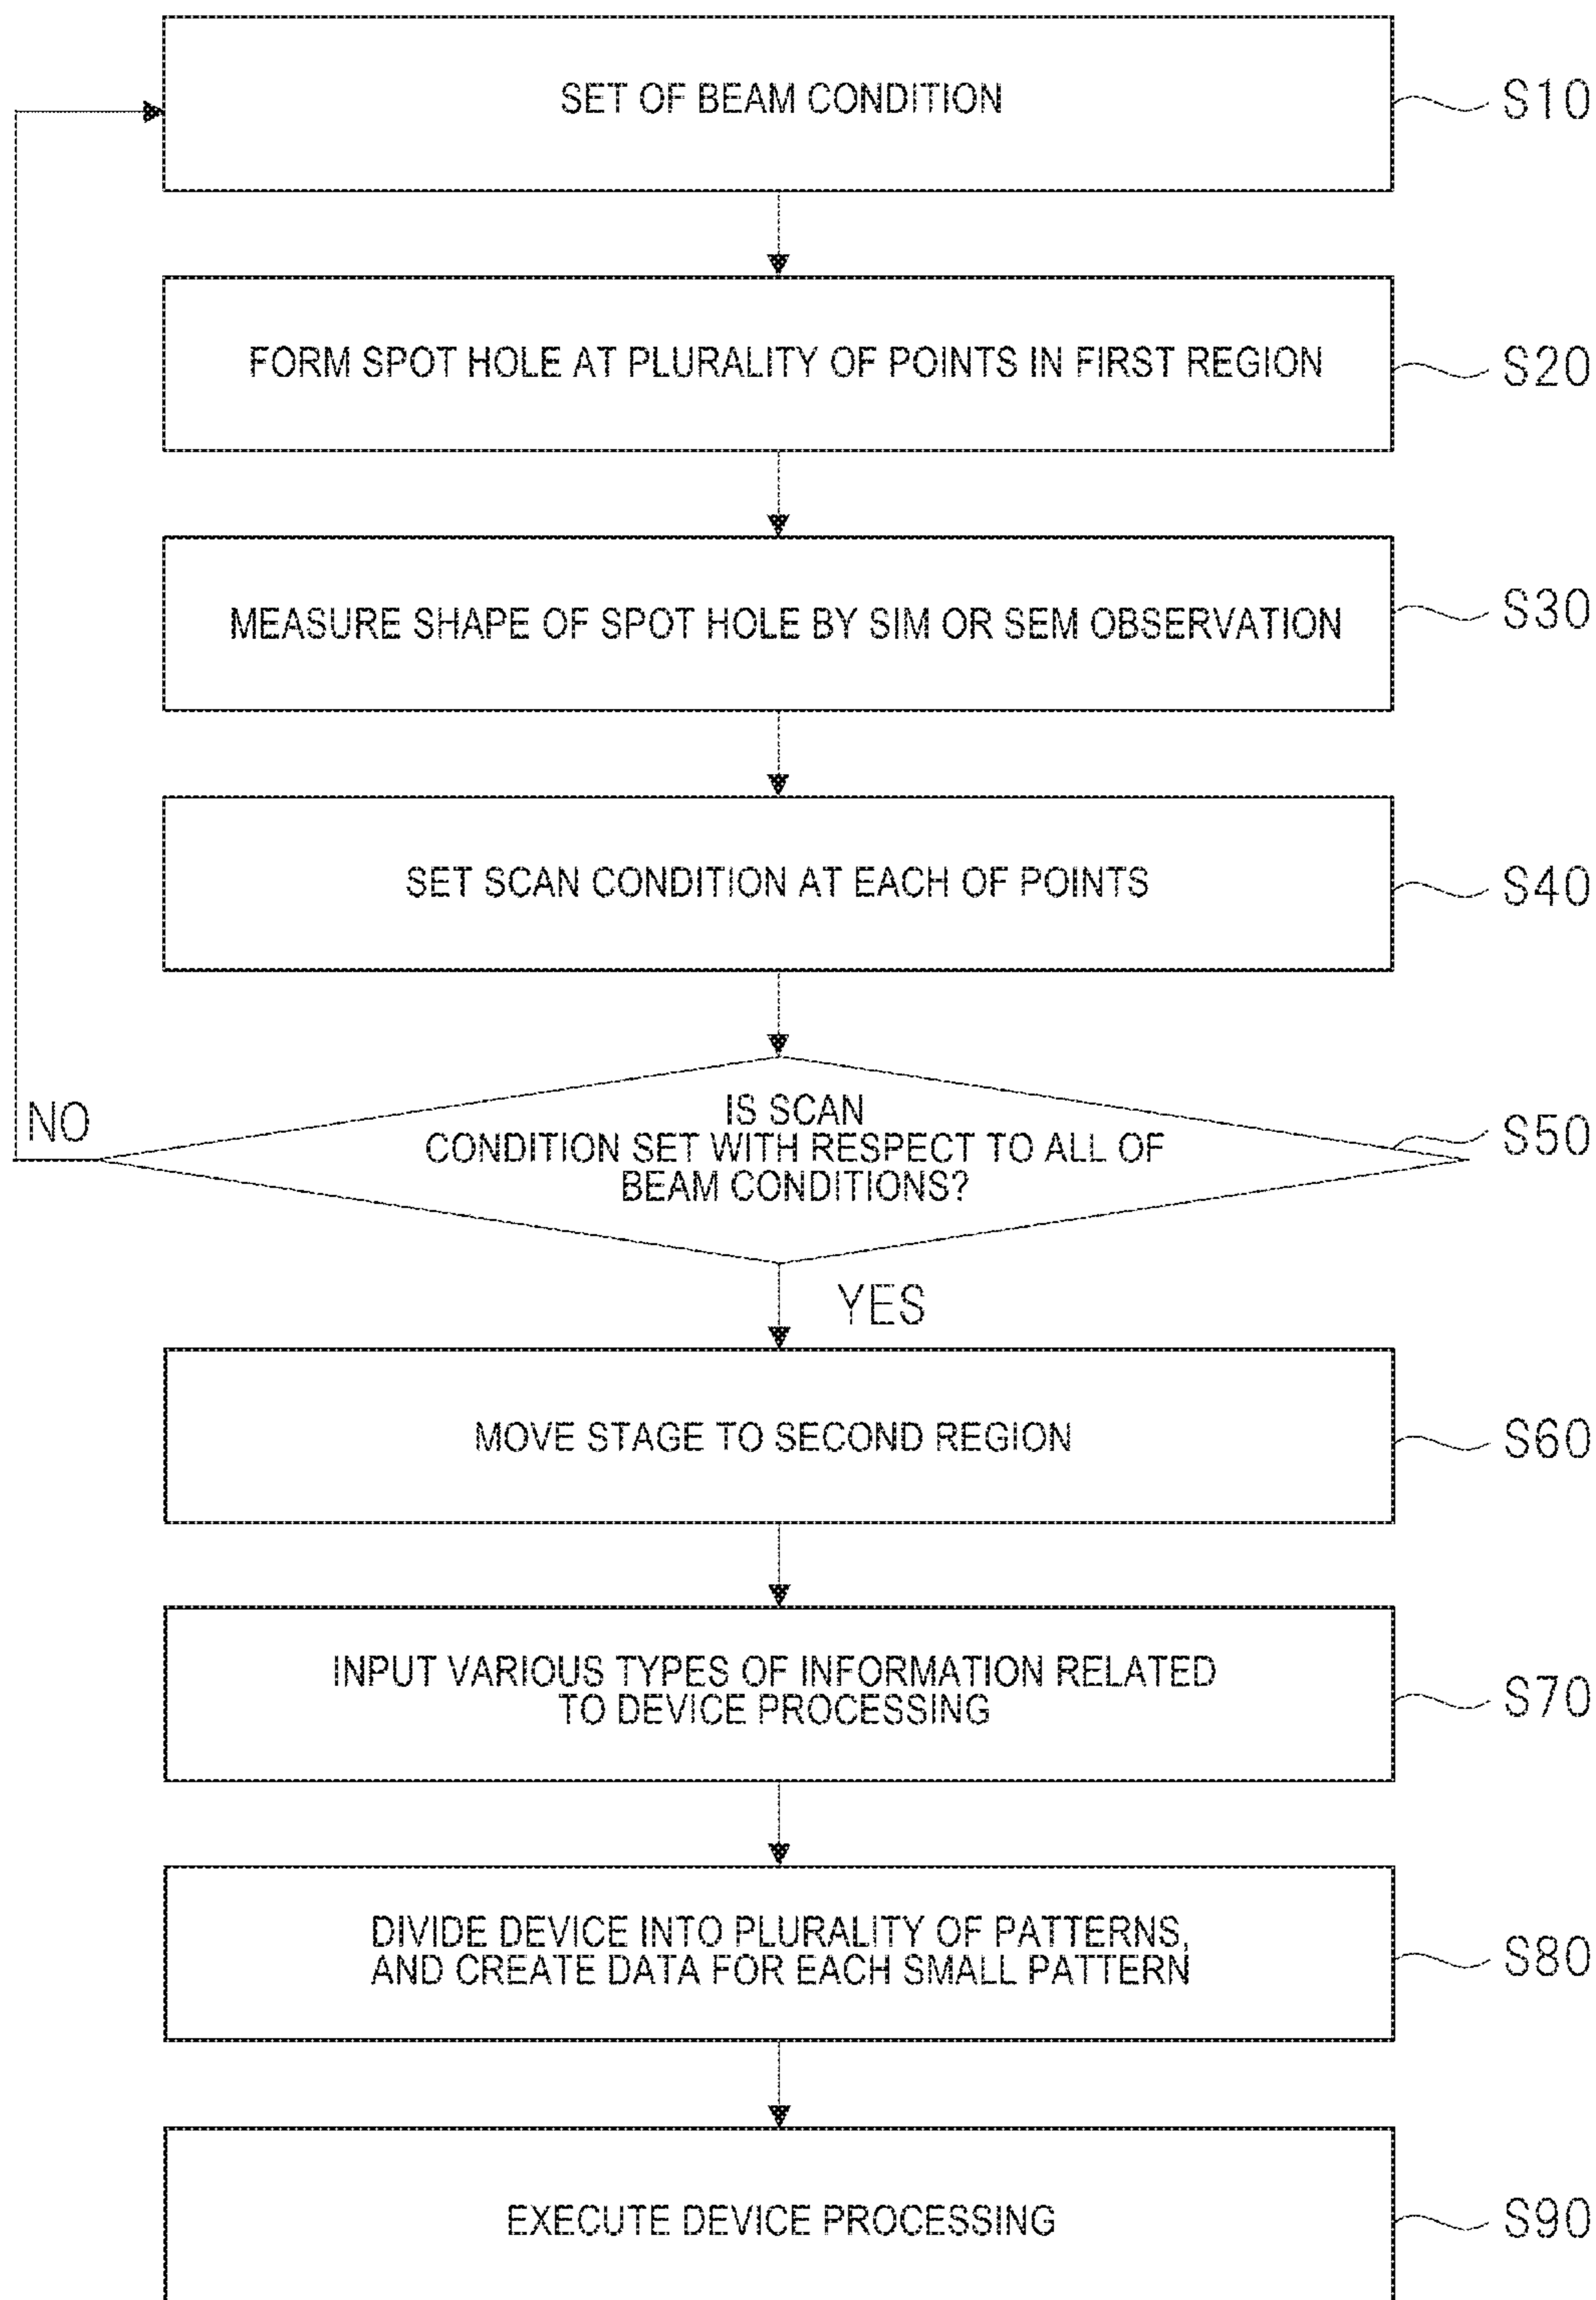 SET OF BEAM CONDITION
S10
FORM SPOT HOLE AT PLURALITY OF POINTS IN FIRST REGION
S20
MEASURE SHAPE OF SPOT HOLE BY SIM OR SEM OBSERVATION
S30
SET SCAN CONDITION AT EACH OF POINTS
S40
NO
IS SCAN
CONDITION SET WITH RESPECT TO ALL OF
BEAM CONDITIONS?
S50
YES
MOVE STAGE TO SECOND REGION
S60
INPUT VARIOUS TYPES OF INFORMATION RELATED
TO DEVICE PROCESSING
S70
DIVIDE DEVICE INTO PLURALITY OF PATTERNS,
AND CREATE DATA FOR EACH SMALL PATTERN
S80
EXECUTE DEVICE PROCESSING
S90